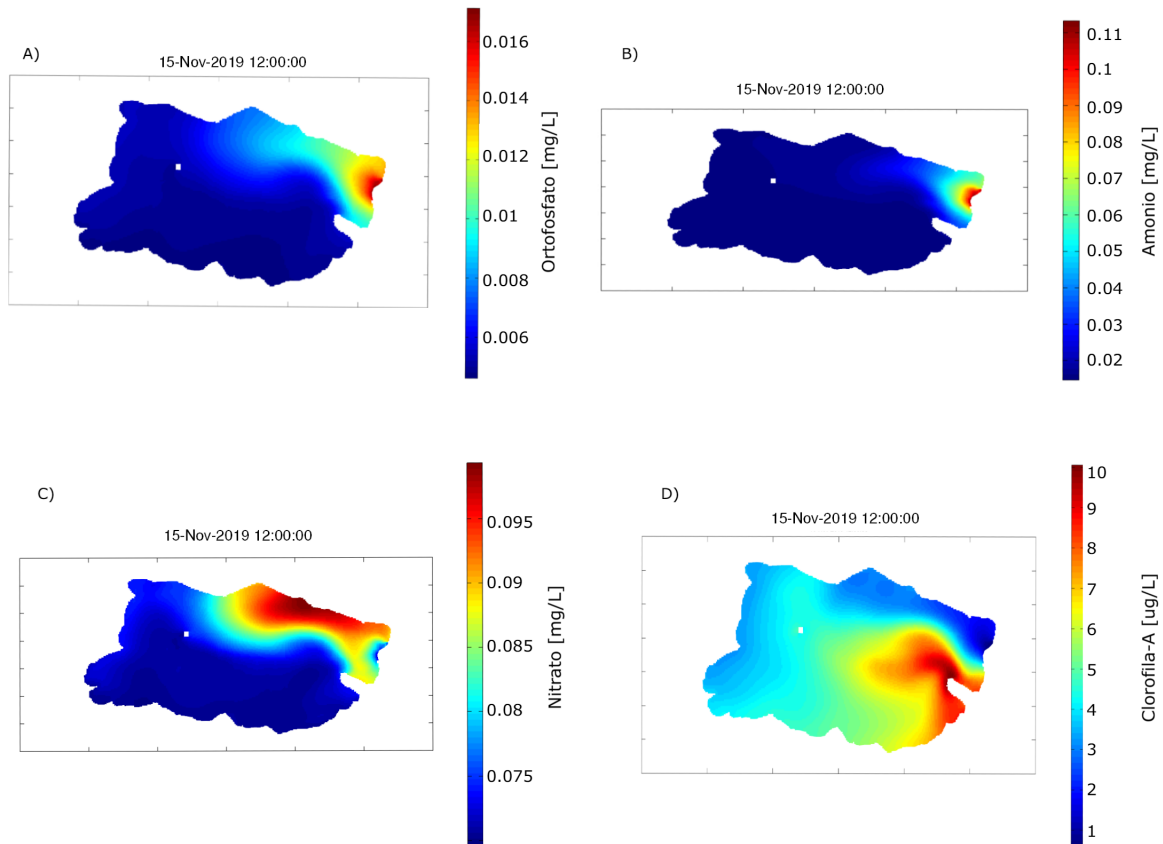 A)
15-Nov-2019 12:00:00
0.016
0.014
0.012
0.01
0.008
0.006
Ortofosfato [mg/L]
B)
15-Nov-2019 12:00:00
0.11
0.1
0.09
0.08
0.07
0.06
0.05
0.04
0.03
0.02
Amonio [mg/L]
C)
15-Nov-2019 12:00:00
0.095
0.09
0.085
0.08
0.075
Nitrato [mg/L]
D)
15-Nov-2019 12:00:00
10
9
8
7
6
5
4
3
2
1
Clorofila-A [ug/L]